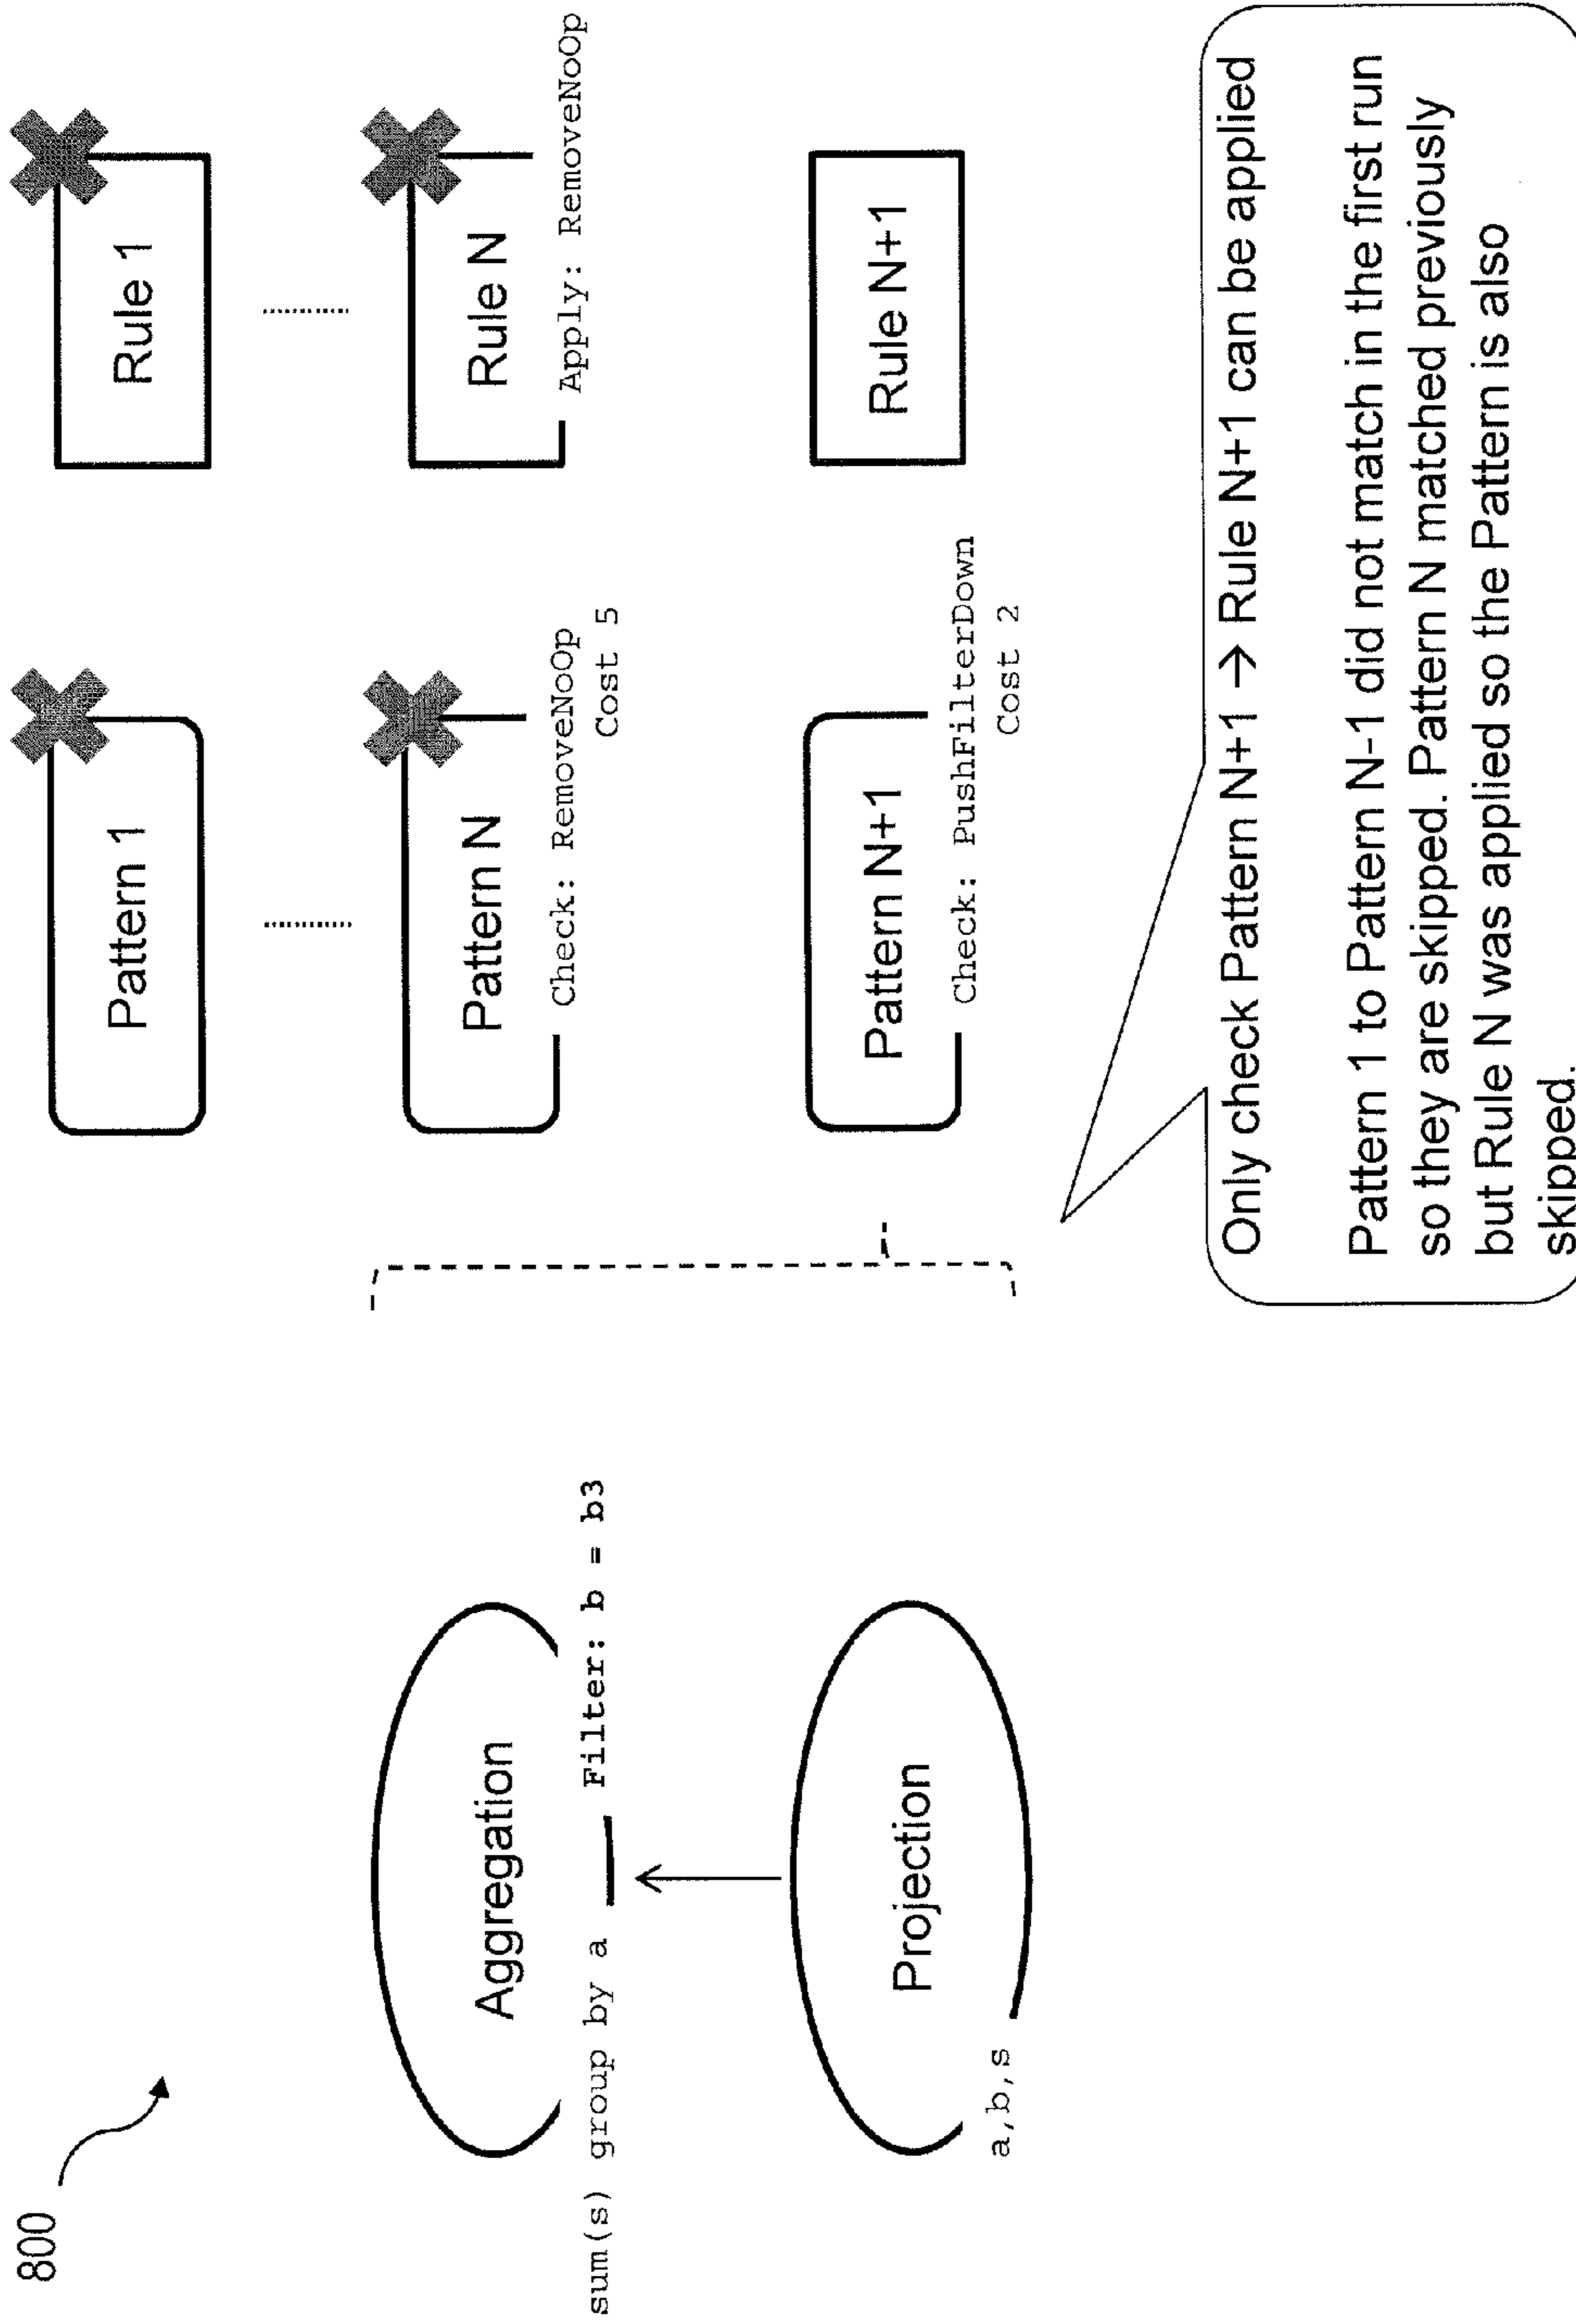 800
Aggregation
sum(s) group by a
Filter: b = b3
Projection
a,b,s
Pattern 1
Rule 1
Pattern N
Check: RemoveNoOp
Cost 5
Rule N
Apply: RemoveNoOp
Pattern N+1
Check: PushFilterDown
Cost 2
Rule N+1
Only check Pattern N+1 → Rule N+1 can be applied
Pattern 1 to Pattern N-1 did not match in the first run
so they are skipped. Pattern N matched previously
but Rule N was applied so the Pattern is also
skipped.